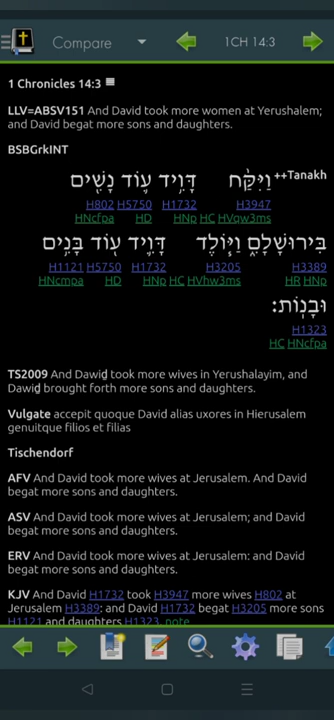 Compare
1CH 14:3
1 Chronicles 14:3
LLV=ABSV151 And David took more women at Yerushalem;
and David begat more sons and daughters.
BSBGrkINT
++Tanakh וַיִּקַּ֨ח דָּוִ֥יד ע֛וֹד נָשִׁ֖ים
H802 H5750 H1732 H3947
HNcfpa HD HNp HC HVqw3ms
בִּירוּשָׁלִָ֑ם וַיּ֧וֹלֶד דָּוִ֛יד ע֖וֹד בָּנִ֥ים
H1121 H5750 H1732 H3205 H3389
HNcmpa HD HNp HC HVhw3ms HR HNp
וּבָנֽוֹת׃
H1323
HC HNcfpa
TS2009 And Dawiḏ took more wives in Yerushalayim, and
Dawiḏ brought forth more sons and daughters.
Vulgate accepit quoque David alias uxores in Hierusalem
genuitque filios et filias
Tischendorf
AFV And David took more wives at Jerusalem. And David
begat more sons and daughters.
ASV And David took more wives at Jerusalem; and David
begat more sons and daughters.
ERV And David took more wives at Jerusalem: and David
begat more sons and daughters.
KJV And David H1732 took H3947 more wives H802 at
Jerusalem H3389: and David H1732 begat H3205 more sons
H1121 and daughters H1323. note